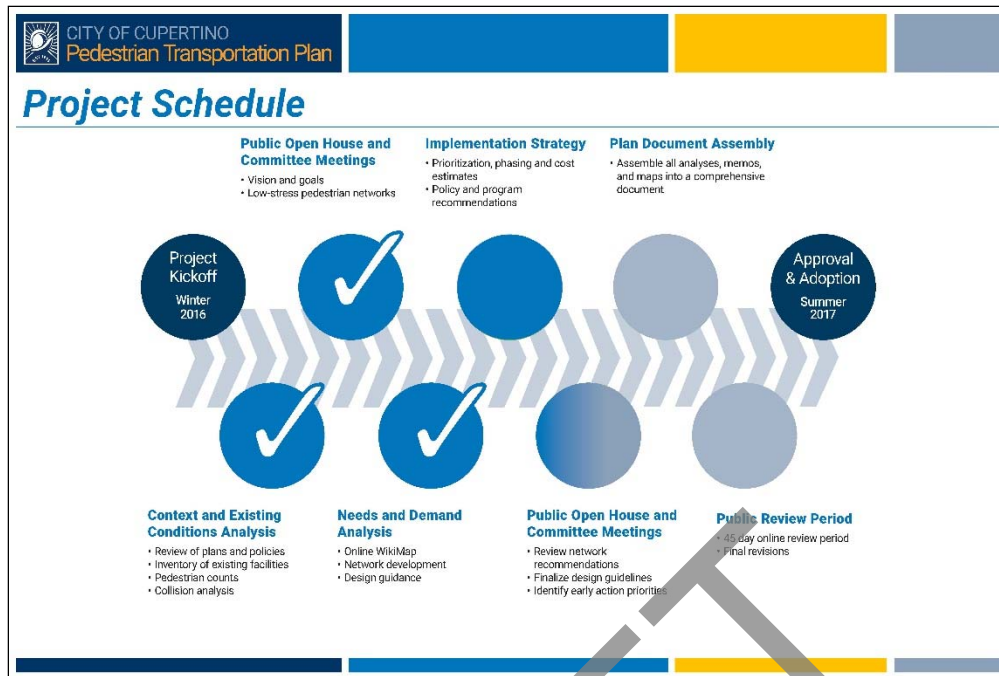 CITY OF CUPERTINO
Pedestrian Transportation Plan
Project Schedule
Public Open House and
Committee Meetings
• Vision and goals
• Low-stress pedestrian networks
Implementation Strategy
• Prioritization, phasing and cost
estimates
• Policy and program
recommendations
Plan Document Assembly
• Assemble all analyses, memos,
and maps into a comprehensive
document
Project
Kickoff
Winter
2016
Approval
& Adoption
Summer
2017
Context and Existing
Conditions Analysis
• Review of plans and policies
• Inventory of existing facilities
• Pedestrian counts
• Collision analysis
Needs and Demand
Analysis
• Online WikiMap
• Network development
• Design guidance
Public Open House and
Committee Meetings
• Review network
recommendations
• Finalize design guidelines
• Identify early action priorities
Public Review Period
• 45 day online review period
• Final revisions